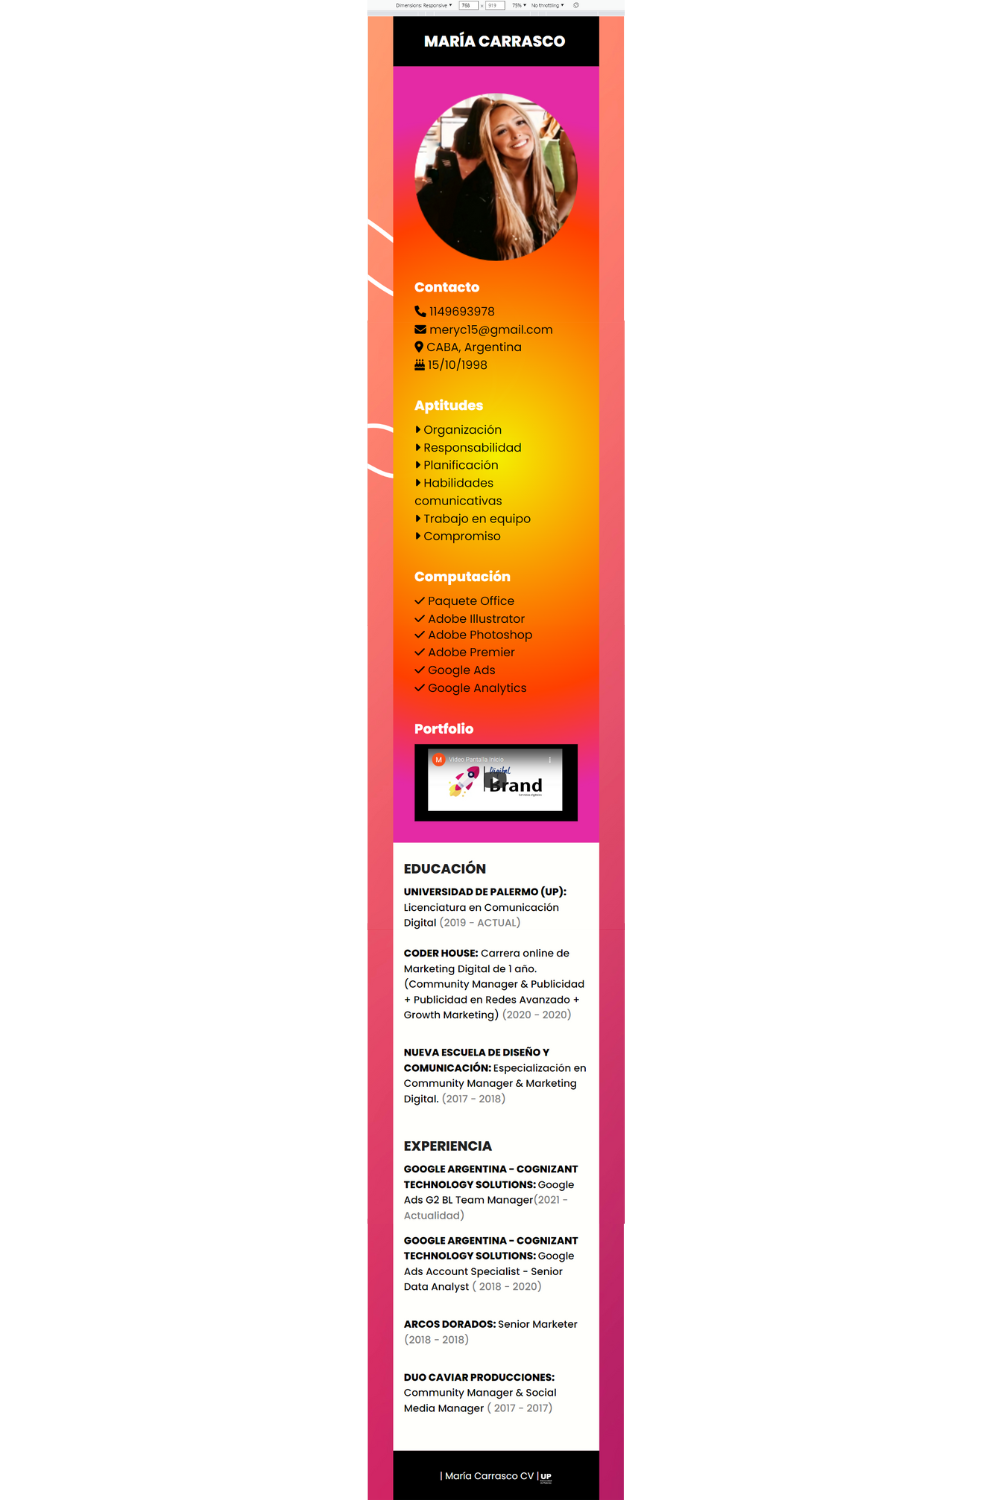 Dimensions: Responsive 768 x 919 75% No throttling
MARÍA CARRASCO
Contacto
1149693978
meryc15@gmail.com
CABA, Argentina
15/10/1998
Aptitudes
Organización
Responsabilidad
Planificación
Habilidades
comunicativas
Trabajo en equipo
Compromiso
Computación
Paquete Office
Adobe Illustrator
Adobe Photoshop
Adobe Premier
Google Ads
Google Analytics
Portfolio
M Video Pantalla Inicio
Digital
Brand
EDUCACIÓN
UNIVERSIDAD DE PALERMO (UP):
Licenciatura en Comunicación
Digital (2019 - ACTUAL)
CODER HOUSE: Carrera online de
Marketing Digital de 1 año.
(Community Manager & Publicidad
+ Publicidad en Redes Avanzado +
Growth Marketing) (2020 - 2020)
NUEVA ESCUELA DE DISEÑO Y
COMUNICACIÓN: Especialización en
Community Manager & Marketing
Digital. (2017 - 2018)
EXPERIENCIA
GOOGLE ARGENTINA - COGNIZANT
TECHNOLOGY SOLUTIONS: Google
Ads G2 BL Team Manager(2021 -
Actualidad)
GOOGLE ARGENTINA - COGNIZANT
TECHNOLOGY SOLUTIONS: Google
Ads Account Specialist - Senior
Data Analyst ( 2018 - 2020)
ARCOS DORADOS: Senior Marketer
(2018 - 2018)
DUO CAVIAR PRODUCCIONES:
Community Manager & Social
Media Manager ( 2017 - 2017)
| María Carrasco CV | UP